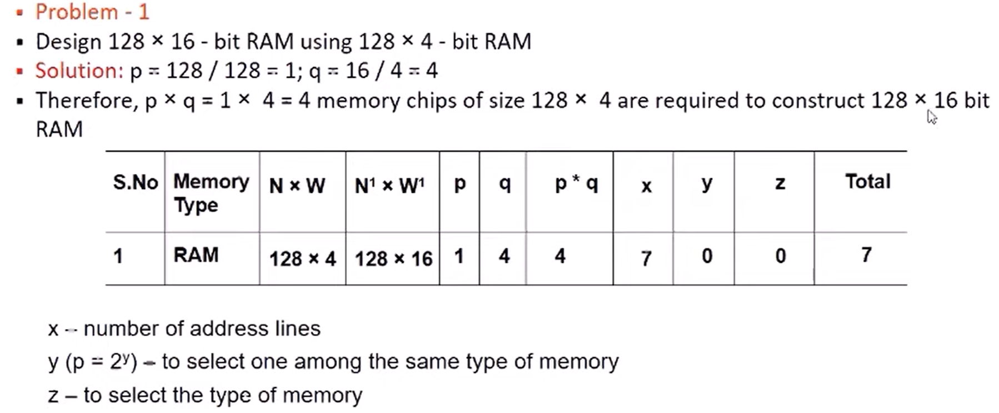 Problem - 1
Design 128 × 16 - bit RAM using 128 × 4 - bit RAM
Solution: p = 128 / 128 = 1; q = 16 / 4 = 4
Therefore, p × q = 1 × 4 = 4 memory chips of size 128 × 4 are required to construct 128 × 16 bit
RAM
S.No Memory Type N × W N¹ × W¹ p q p * q x y z Total
1 RAM 128 × 4 128 × 16 1 4 4 7 0 0 7
x -- number of address lines
y (p = 2ʸ) – to select one among the same type of memory
z – to select the type of memory